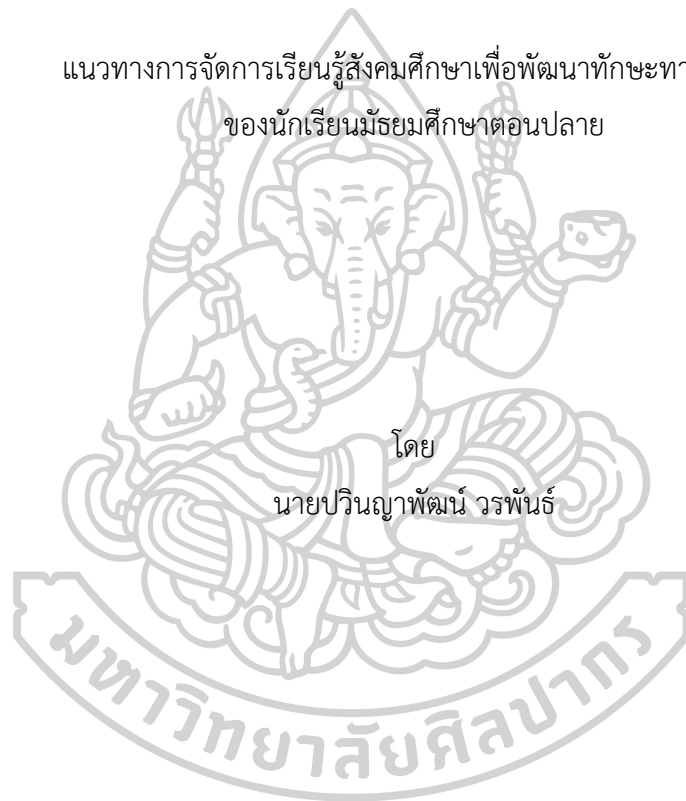 แนวทางการจัดการเรียนรู้สังคมศึกษาเพื่อพัฒนาทักษะทา
ของนักเรียนมัธยมศึกษาตอนปลาย
โดย
นายปวินญาพัฒน์ วรพันธ์
มหาวิทยาลัยศิลปากร